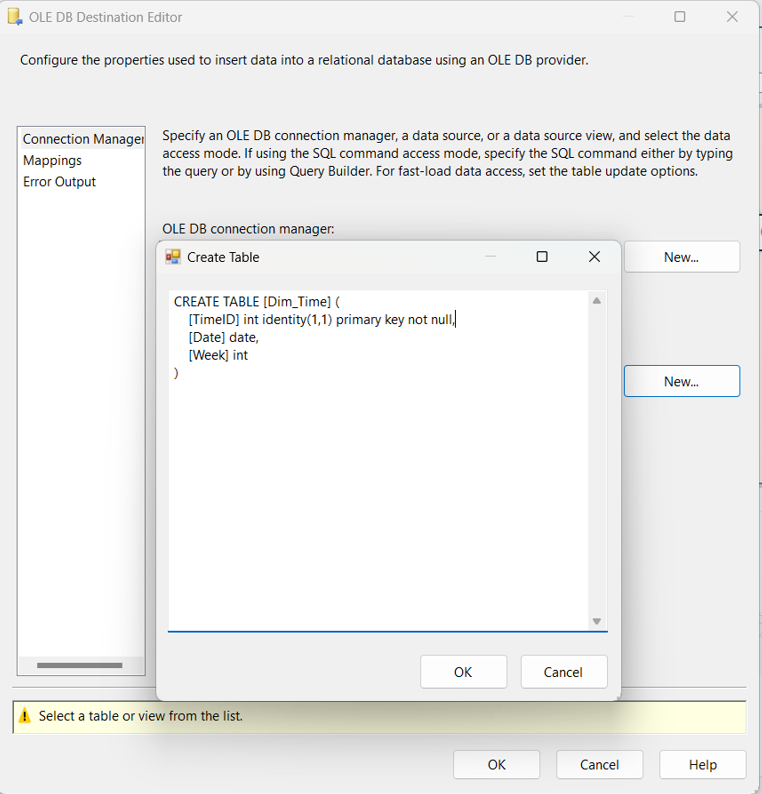 OLE DB Destination Editor
Configure the properties used to insert data into a relational database using an OLE DB provider.
Connection Manager
Mappings
Error Output
Specify an OLE DB connection manager, a data source, or a data source view, and select the data
access mode. If using the SQL command access mode, specify the SQL command either by typing
the query or by using Query Builder. For fast-load data access, set the table update options.
OLE DB connection manager:
New...
New...
Create Table
CREATE TABLE [Dim_Time] (
[TimeID] int identity(1,1) primary key not null,
[Date] date,
[Week] int
)
OK
Cancel
Select a table or view from the list.
OK
Cancel
Help